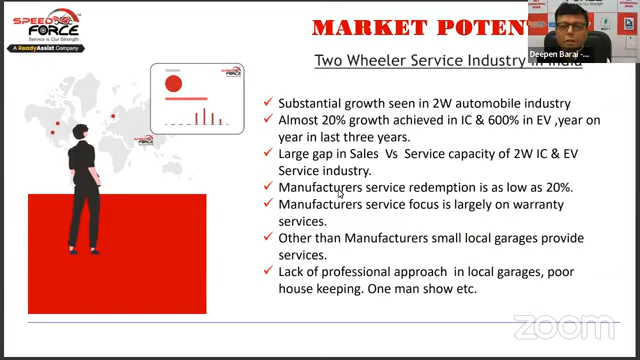 SPEED FORCE
Service is Our Strength
A ReadyAssist Company
MARKET POTEN
Two Wheeler Service Industry in India
Deepen Barai -...
SPEED FORCE
Substantial growth seen in 2W automobile industry
Almost 20% growth achieved in IC & 600% in EV ,year on
year in last three years.
Large gap in Sales Vs Service capacity of 2W IC & EV
Service industry.
Manufacturers service redemption is as low as 20%.
Manufacturers service focus is largely on warranty
services.
Other than Manufacturers small local garages provide
services.
Lack of professional approach in local garages, poor
house keeping. One man show etc.
zoom